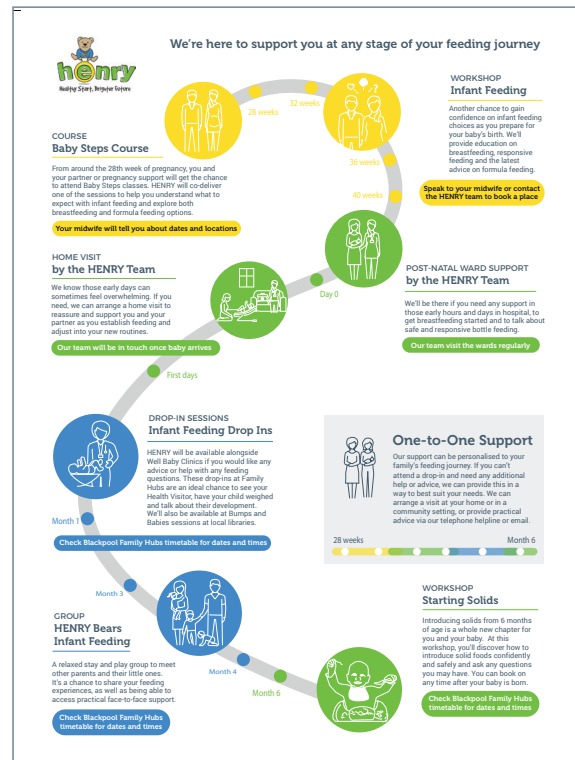 We're here to support you at any stage of your feeding journey
henry
Healthy Start, Brighter Future
28 weeks
32 weeks
36 weeks
40 weeks
COURSE
Baby Steps Course
From around the 28th week of pregnancy, you and
your partner or pregnancy support will get the chance
to attend Baby Steps classes. HENRY will co-deliver
one of the sessions to help you understand what to
expect with infant feeding and explore both
breastfeeding and formula feeding options.
Your midwife will tell you about dates and locations
WORKSHOP
Infant Feeding
Another chance to gain
confidence on infant feeding
choices as you prepare for
your baby's birth. We'll
provide education on
breastfeeding, responsive
feeding and the latest
advice on formula feeding.
Speak to your midwife or contact
the HENRY team to book a place
HOME VISIT
by the HENRY Team
We know those early days can
sometimes feel overwhelming. If you
need, we can arrange a home visit to
reassure and support you and your
partner as you establish feeding and
adjust into your new routines.
Our team will be in touch once baby arrives
Day 0
POST-NATAL WARD SUPPORT
by the HENRY Team
We'll be there if you need any support in
those early hours and days in hospital, to
get breastfeeding started and to talk about
safe and responsive bottle feeding.
Our team visit the wards regularly
First days
DROP-IN SESSIONS
Infant Feeding Drop Ins
HENRY will be available alongside
Well Baby Clinics if you would like any
advice or help with any feeding
questions. These drop-ins at Family
Hubs are an ideal chance to see your
Health Visitor, have your child weighed
and talk about their development.
We'll also be available at Bumps and
Babies sessions at local libraries.
Check Blackpool Family Hubs timetable for dates and times
Month 1
One-to-One Support
Our support can be personalised to your
family's feeding journey. If you can't
attend a drop-in and need any additional
help or advice, we can provide this in a
way to best suit your needs. We can
arrange a visit at your home or in a
community setting, or provide practical
advice via our telephone helpline or email.
28 weeks
Month 6
Month 3
GROUP
HENRY Bears
Infant Feeding
A relaxed stay and play group to meet
other parents and their little ones.
It's a chance to share your feeding
experiences, as well as being able to
access practical face-to-face support.
Check Blackpool Family Hubs
timetable for dates and times
Month 4
Month 6
WORKSHOP
Starting Solids
Introducing solids from 6 months
of age is a whole new chapter for
you and your baby. At this
workshop, you'll discover how to
introduce solid foods confidently
and safely and ask any questions
you may have. You can book on
any time after your baby is born.
Check Blackpool Family Hubs
timetable for dates and times